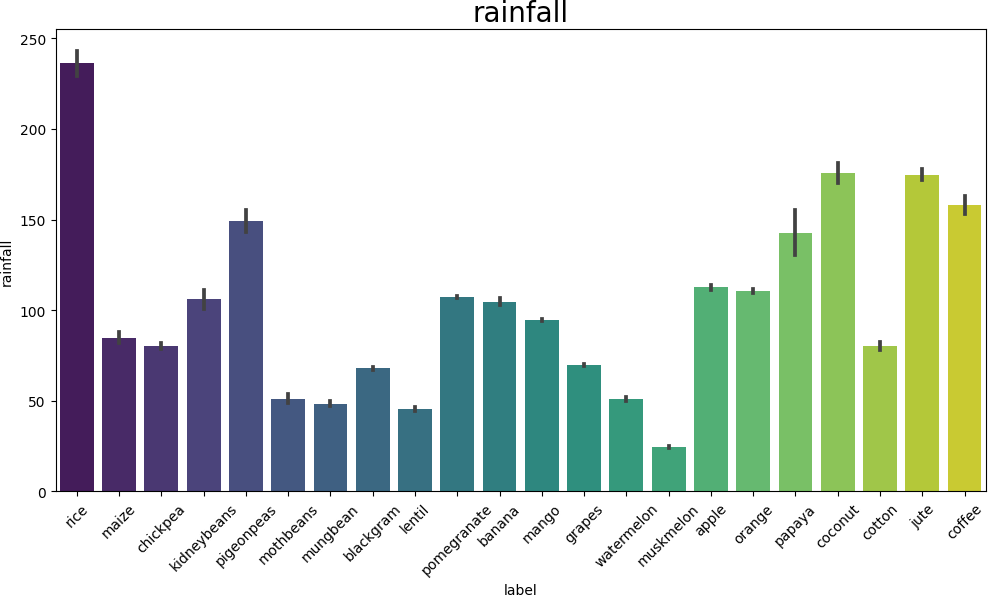 rainfall
250
200
150
100
50
0
rainfall
rice
maize
chickpea
kidneybeans
pigeonpeas
mothbeans
mungbean
blackgram
lentil
pomegranate
banana
mango
grapes
watermelon
muskmelon
apple
orange
papaya
coconut
cotton
jute
coffee
label